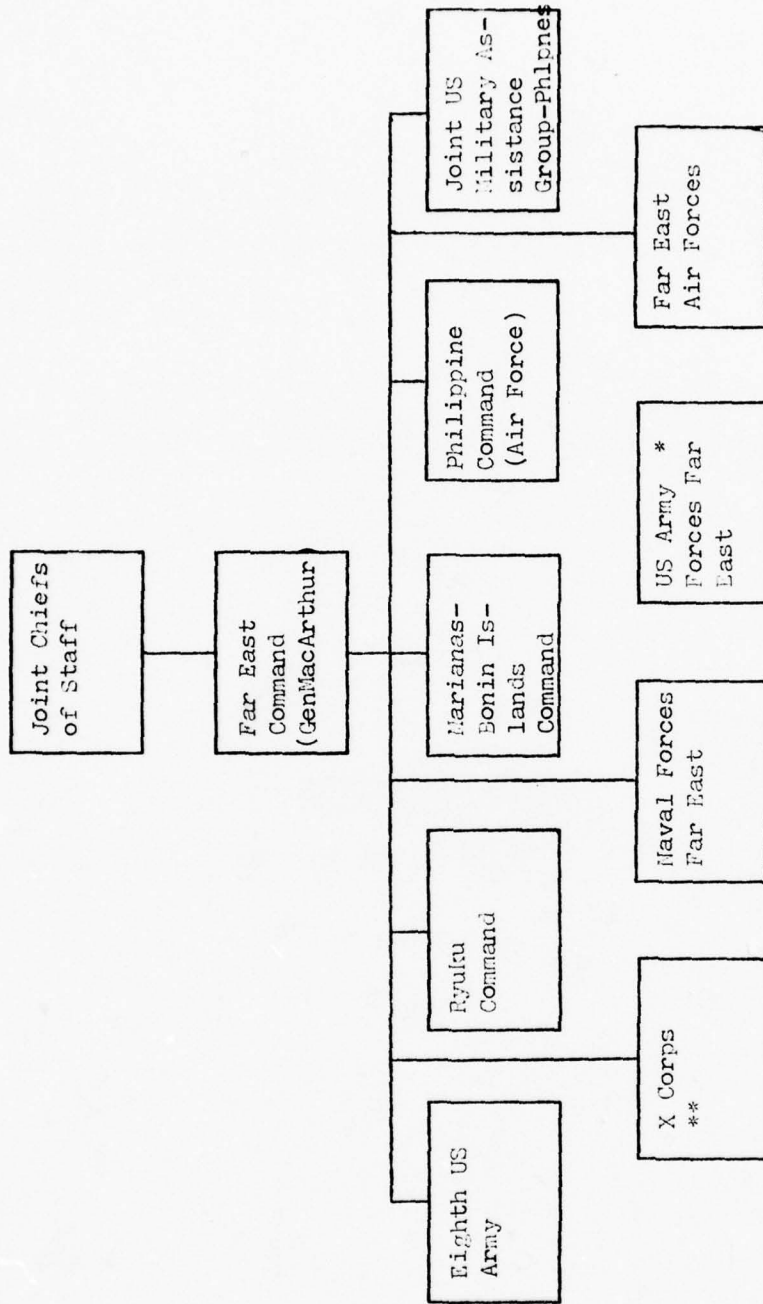 Joint Chiefs
of Staff
Far East
Command
(GenMacArthur)
Eighth US
Army
Ryuku
Command
Marianas-
Bonin Is-
lands
Command
Philippine
Command
(Air Force)
Joint US
Military As-
sistance
Group-Phlpnes
X Corps
**
Naval Forces
Far East
US Army *
Forces Far
East
Far East
Air Forces